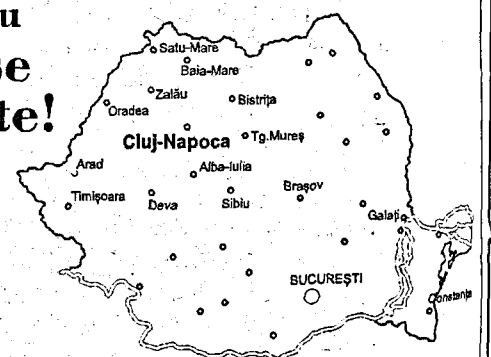 u
se
te!
Satu-Mare
Baia-Mare
Zalău
Oradea
Bistrița
Cluj-Napoca
Tg.Mureș
Arad
Alba-Iulia
Timișoara
Deva
Sibiu
Brașov
Galați
BUCUREȘTI
Constanța